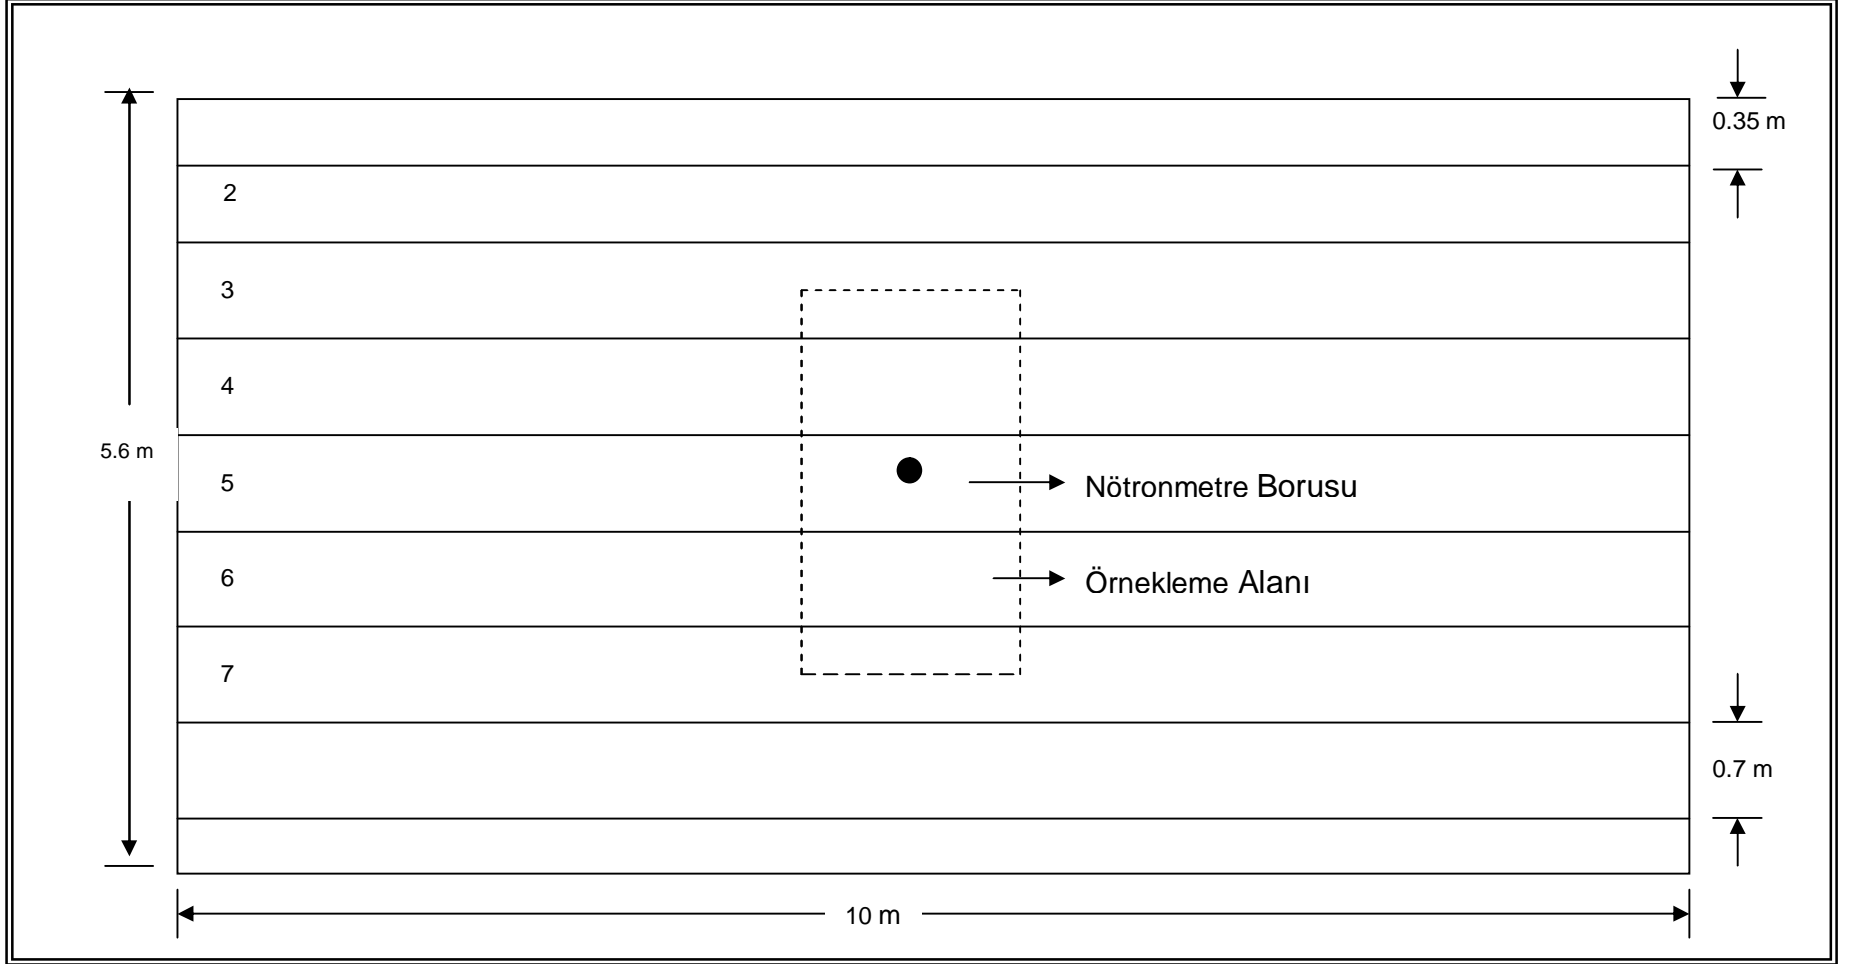 0.35 m
2
3
4
5.6 m
5
Nötronmetre Borusu
6
Örnekleme Alanı
7
0.7 m
10 m